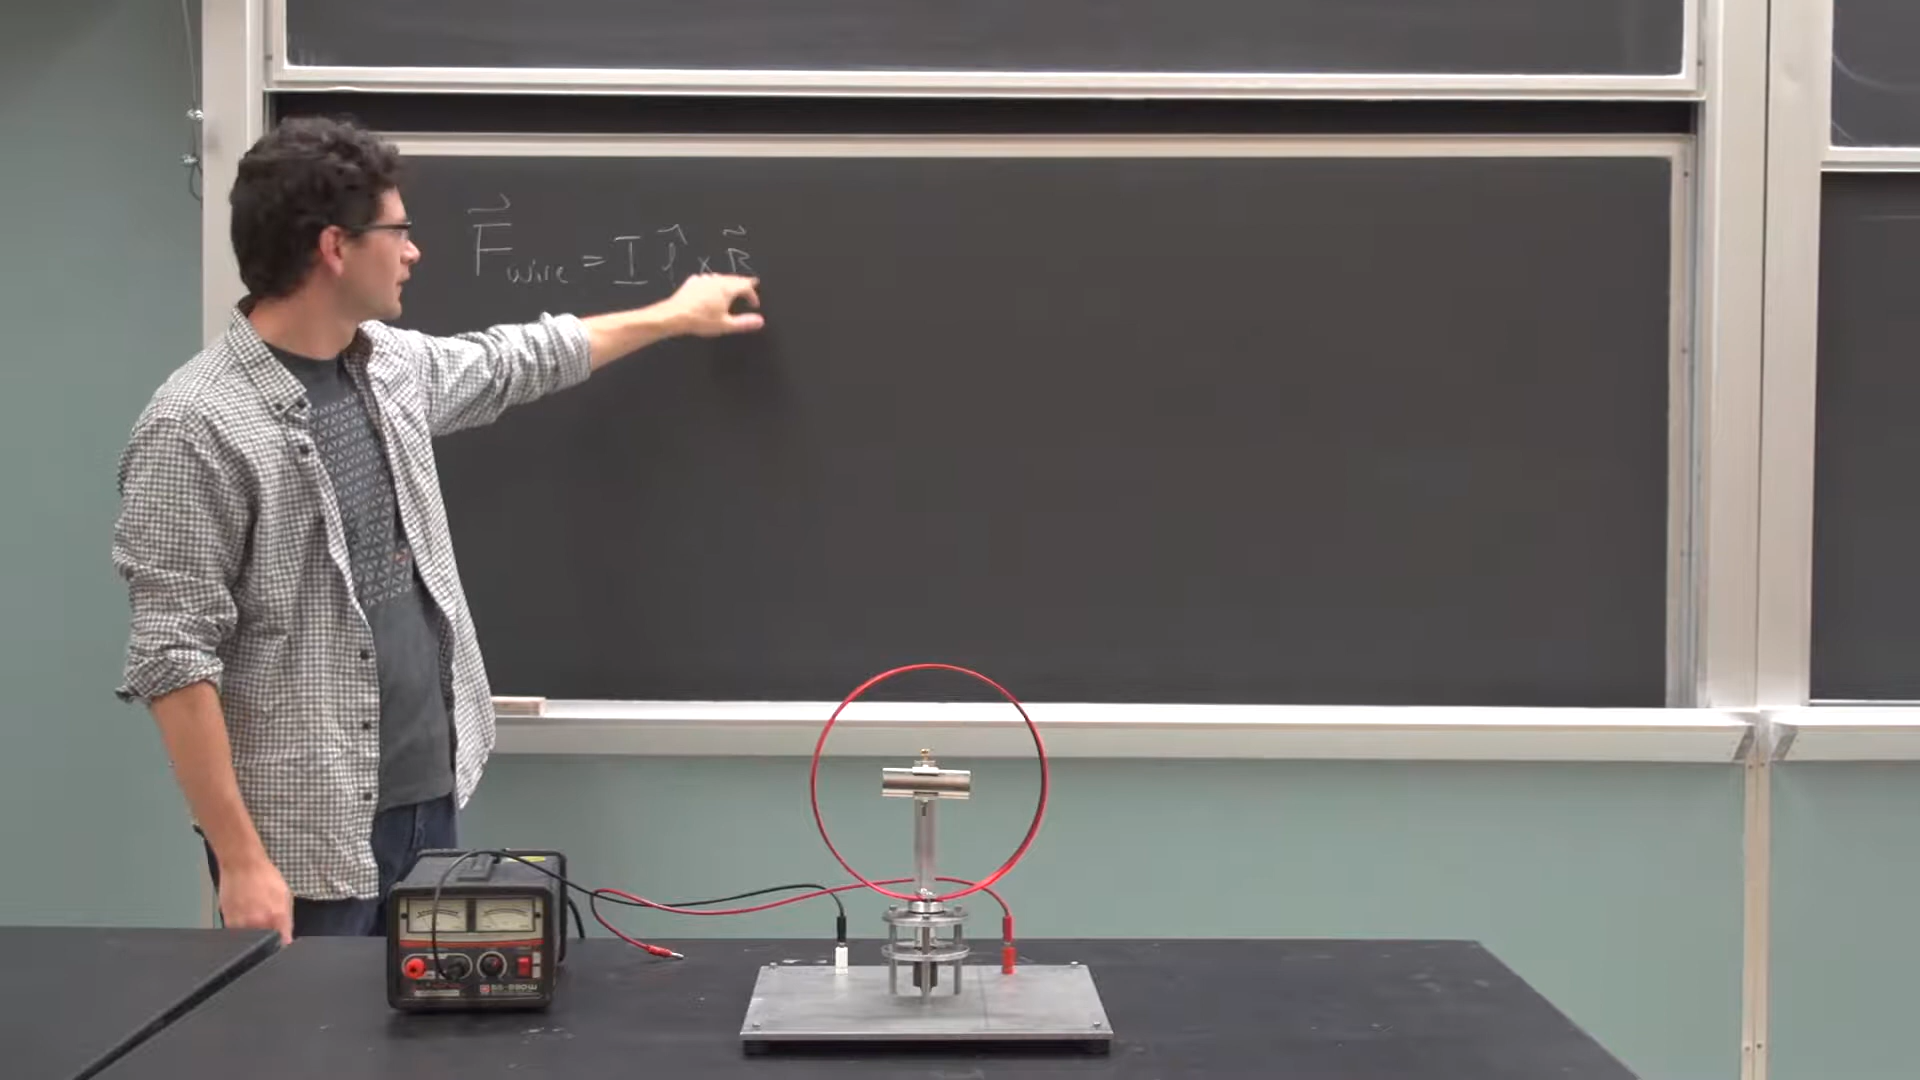 F⃗wire = I l⃗ × B⃗